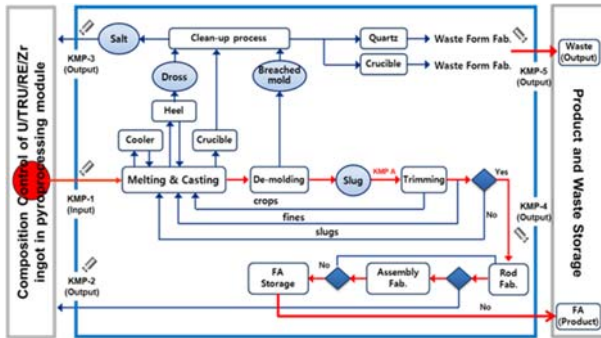 Composition Control of U/TRU/RE/Zr
ingot in pyroprocessing module
Salt
Clean-up process
Quartz
Waste Form Fab.
Crucible
Waste Form Fab.
Waste
(Output)
KMP-3
(Output)
KMP-5
(Output)
Dross
Breached
mold
Heel
Cooler
Crucible
KMP-1
(Input)
Melting & Casting
De-molding
Slug
KMP A
Trimming
Yes
No
KMP-4
(Output)
crops
fines
slugs
KMP-2
(Output)
No
FA
Storage
Assembly
Fab.
Rod
Fab.
No
FA
(Product)
Product and Waste Storage